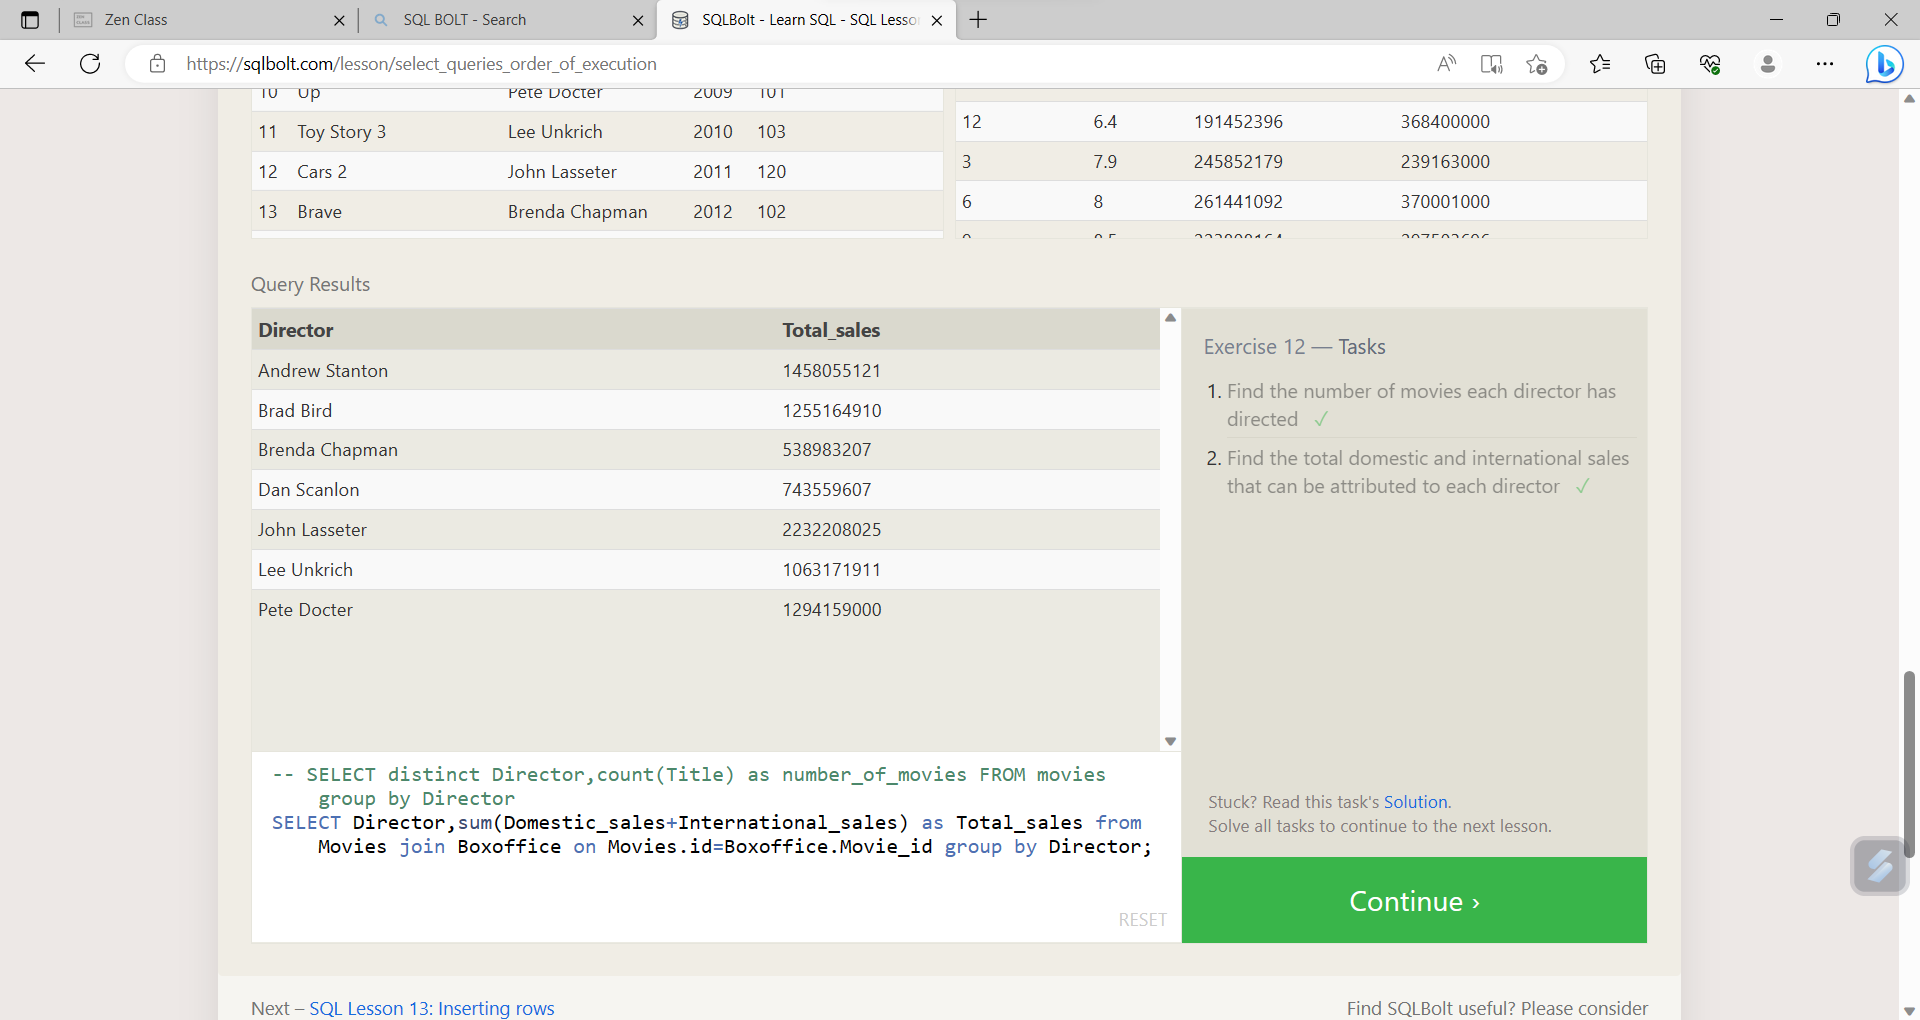 Zen Class
SQL BOLT - Search
SQLBolt - Learn SQL - SQL Lesso
https://sqlbolt.com/lesson/select_queries_order_of_execution
10 Up Pete Docter 2009 101
11 Toy Story 3 Lee Unkrich 2010 103
12 Cars 2 John Lasseter 2011 120
13 Brave Brenda Chapman 2012 102
12 6.4 191452396 368400000
3 7.9 245852179 239163000
6 8 261441092 370001000
Query Results
Director Total_sales
Andrew Stanton 1458055121
Brad Bird 1255164910
Brenda Chapman 538983207
Dan Scanlon 743559607
John Lasseter 2232208025
Lee Unkrich 1063171911
Pete Docter 1294159000
Exercise 12 — Tasks
1. Find the number of movies each director has
directed ✓
2. Find the total domestic and international sales
that can be attributed to each director ✓
-- SELECT distinct Director,count(Title) as number_of_movies FROM movies
group by Director
SELECT Director,sum(Domestic_sales+International_sales) as Total_sales from
Movies join Boxoffice on Movies.id=Boxoffice.Movie_id group by Director;
RESET
Stuck? Read this task's Solution.
Solve all tasks to continue to the next lesson.
Continue ›
Next – SQL Lesson 13: Inserting rows
Find SQLBolt useful? Please consider